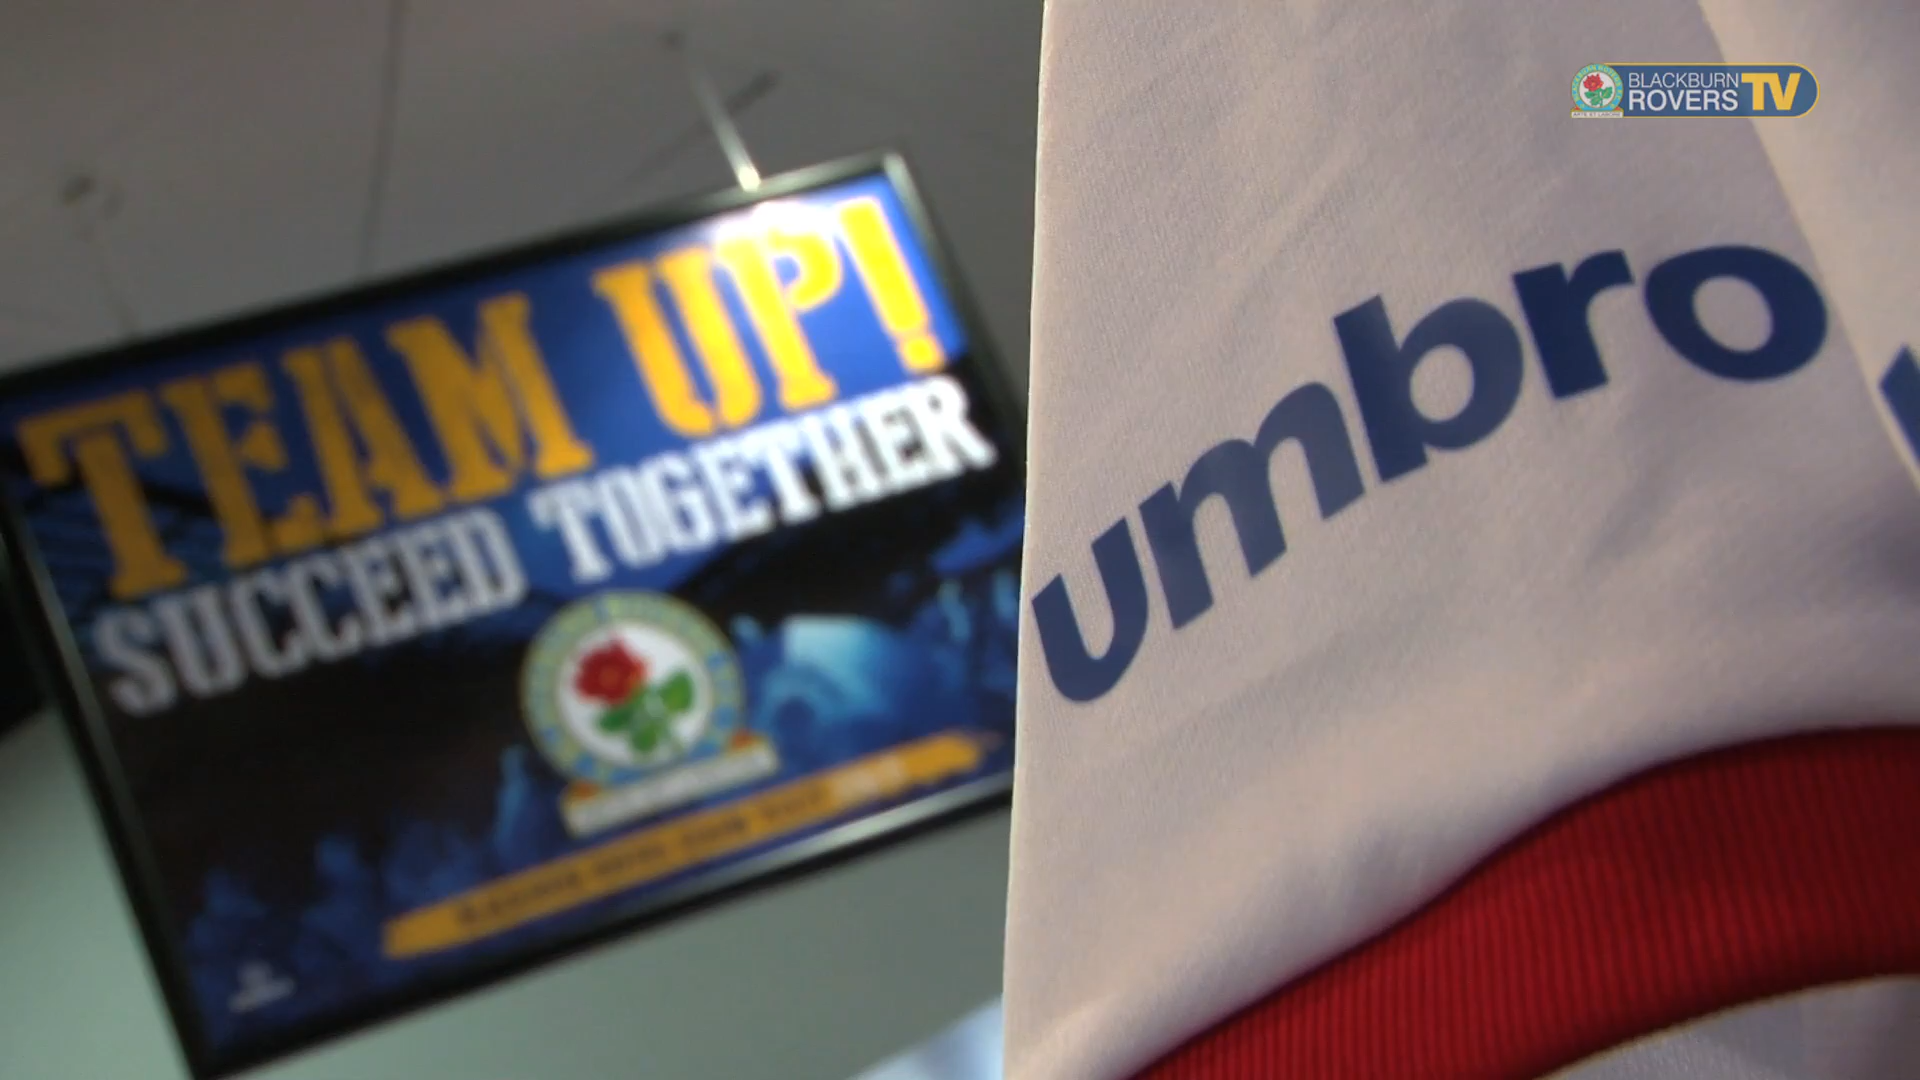 BLACKBURN
ROVERS TV
TEAM UP!
SUCCEED TOGETHER
umbro